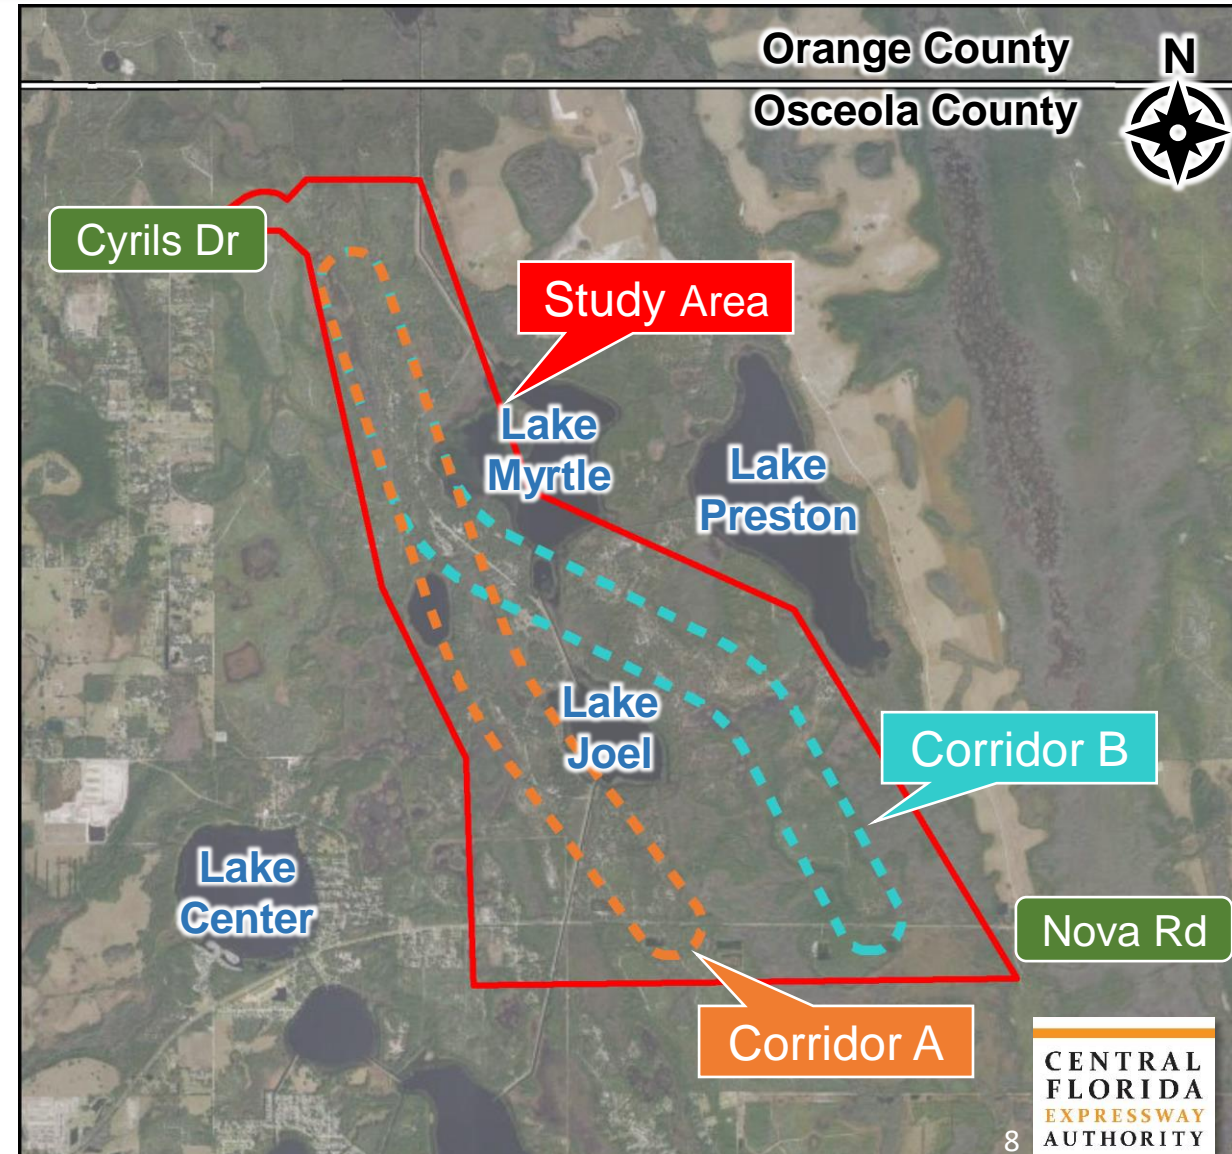 Orange County
N
Osceola County
Cyrils Dr
Study Area
Lake
Myrtle
Lake
Preston
Lake
Joel
Corridor B
Lake
Center
Nova Rd
Corridor A
CENTRAL
FLORIDA
EXPRESSWAY
AUTHORITY
8